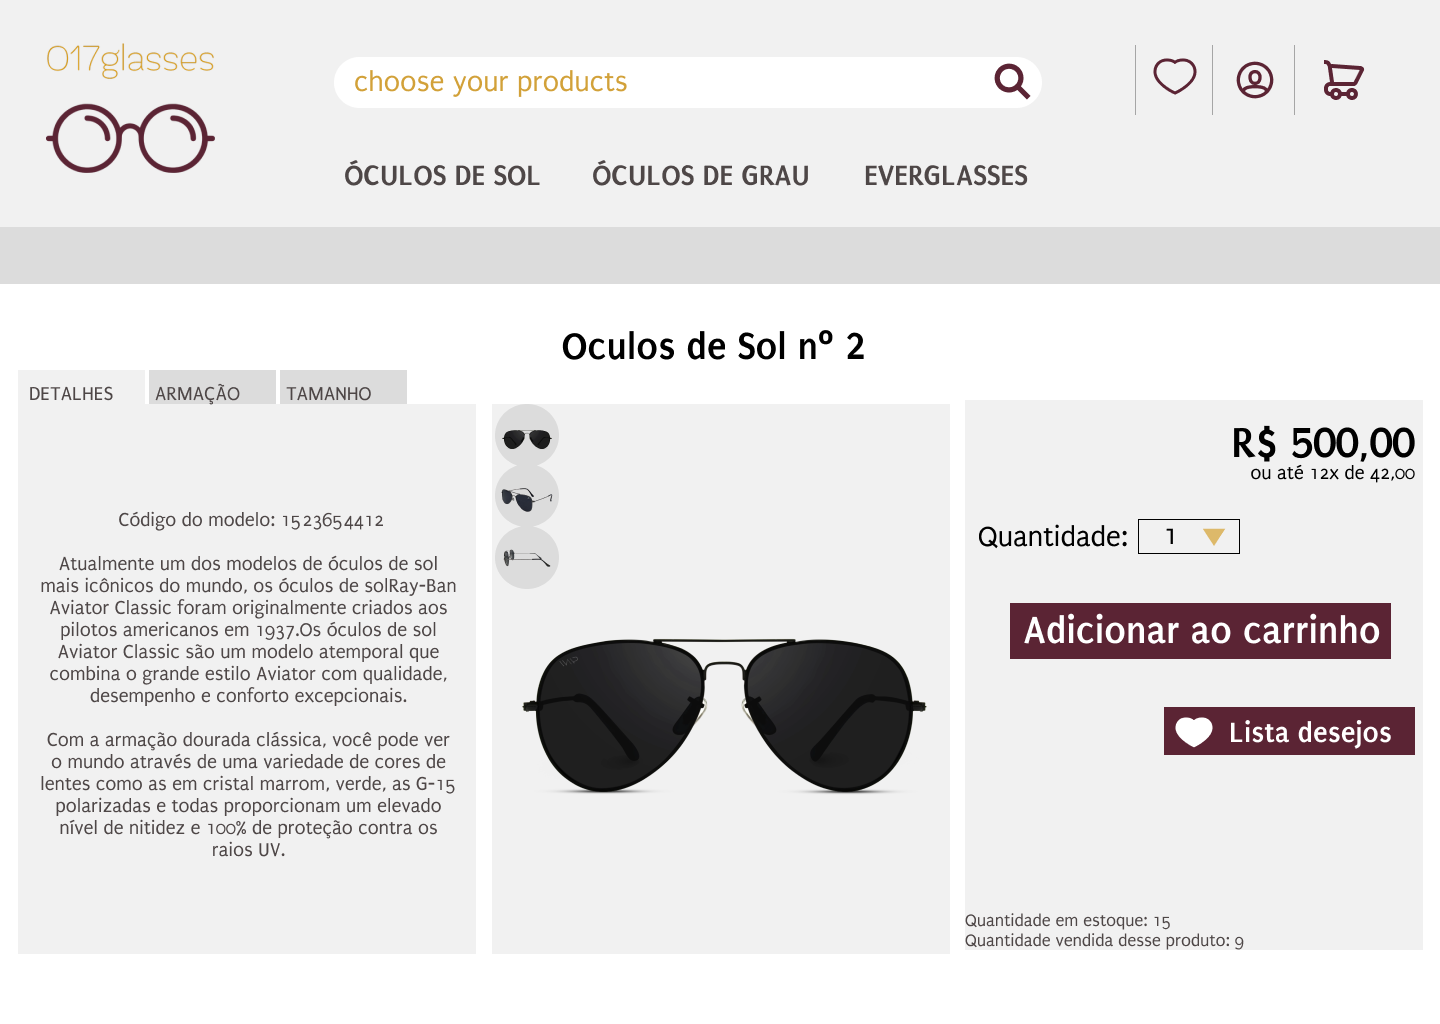 017glasses
choose your products
ÓCULOS DE SOL
ÓCULOS DE GRAU
EVERGLASSES
Oculos de Sol nº 2
DETALHES
ARMAÇÃO
TAMANHO
Código do modelo: 1523654412
Atualmente um dos modelos de óculos de sol
mais icônicos do mundo, os óculos de solRay-Ban
Aviator Classic foram originalmente criados aos
pilotos americanos em 1937.Os óculos de sol
Aviator Classic são um modelo atemporal que
combina o grande estilo Aviator com qualidade,
desempenho e conforto excepcionais.
Com a armação dourada clássica, você pode ver
o mundo através de uma variedade de cores de
lentes como as em cristal marrom, verde, as G-15
polarizadas e todas proporcionam um elevado
nível de nitidez e 100% de proteção contra os
raios UV.
R$ 500,00
ou até 12x de 42,00
Quantidade: 1
Adicionar ao carrinho
Lista desejos
Quantidade em estoque: 15
Quantidade vendida desse produto: 9